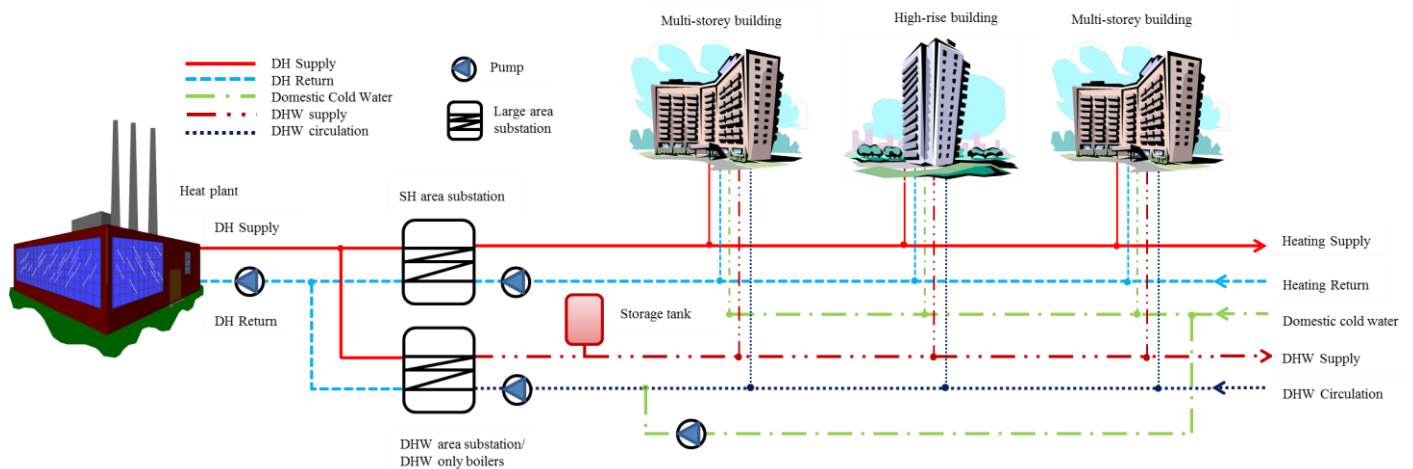 Multi-storey building
High-rise building
Multi-storey building
DH Supply
DH Return
Domestic Cold Water
DHW supply
DHW circulation
Pump
Large area
substation
Heat plant
SH area substation
DH Supply
DH Return
Storage tank
Heating Supply
Heating Return
Domestic cold water
DHW Supply
DHW Circulation
DHW area substation/
DHW only boilers